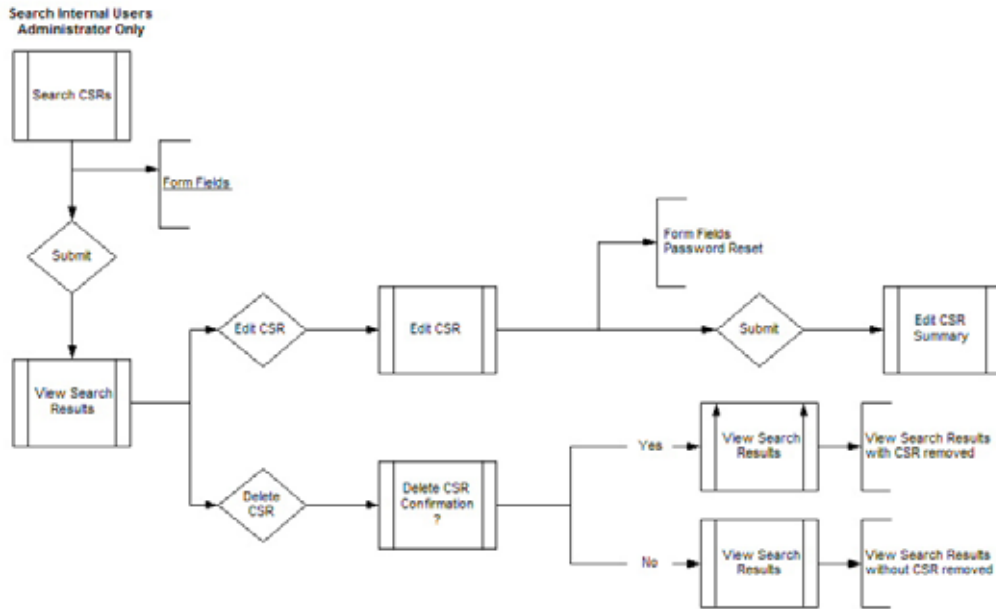 Search Internal Users
Administrator Only
Search CSRs
Form Fields
Submit
View Search
Results
Edit CSR
Edit CSR
Form Fields
Password Reset
Submit
Edit CSR
Summary
Delete
CSR
Delete CSR
Confirmation
?
Yes
View Search
Results
View Search Results
with CSR removed
No
View Search
Results
View Search Results
without CSR removed